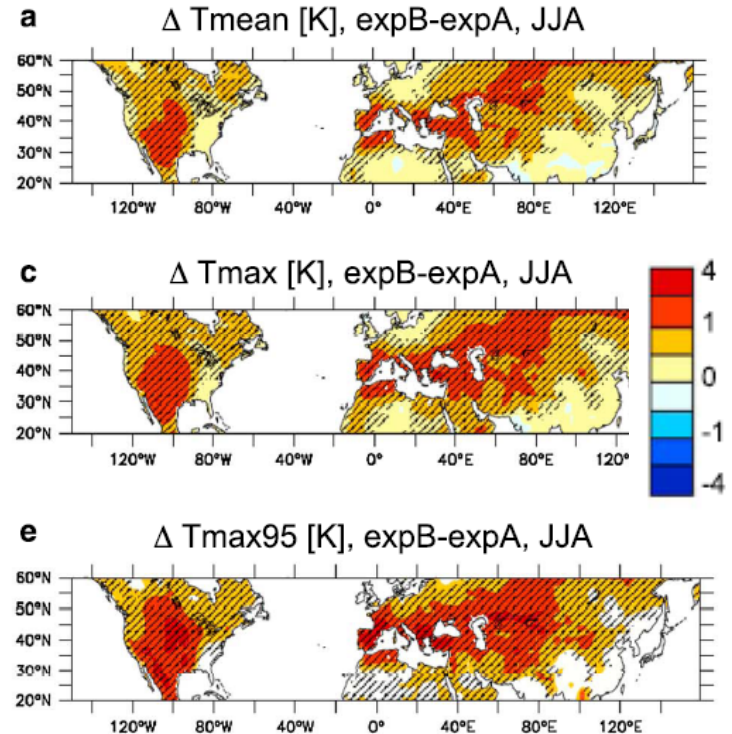 a Δ Tmean [K], expB-expA, JJA
60°N
50°N
40°N
30°N
20°N
120°W 80°W 40°W 0° 40°E 80°E 120°E
c Δ Tmax [K], expB-expA, JJA
60°N
50°N
40°N
30°N
20°N
120°W 80°W 40°W 0° 40°E 80°E 120°
4
1
0
-1
-4
e Δ Tmax95 [K], expB-expA, JJA
60°N
50°N
40°N
30°N
20°N
120°W 80°W 40°W 0° 40°E 80°E 120°E